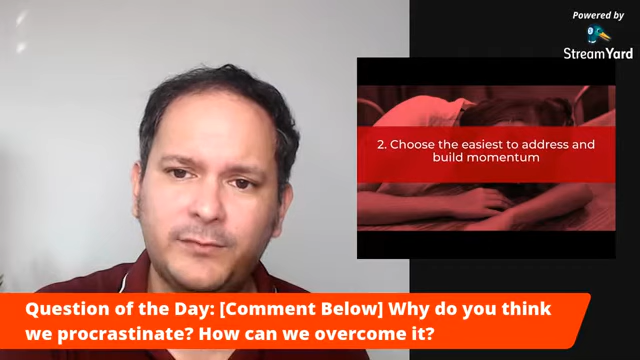 Powered by
StreamYard
2. Choose the easiest to address and
build momentum
Question of the Day: [Comment Below] Why do you think
we procrastinate? How can we overcome it?